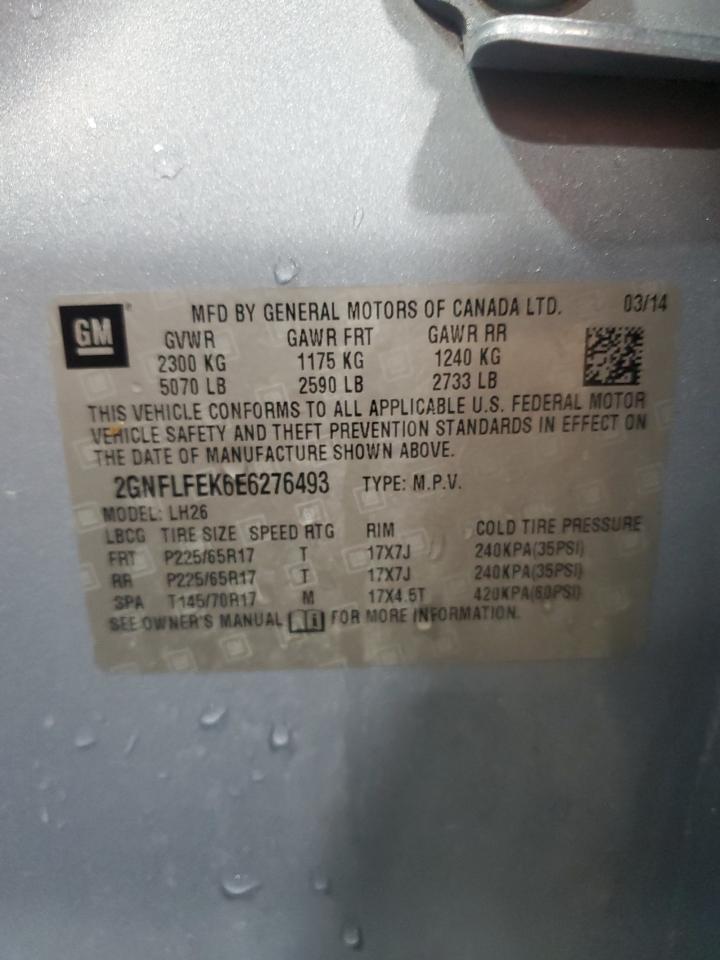 GM
MFD BY GENERAL MOTORS OF CANADA LTD. 03/14
GVWR GAWR FRT GAWR RR
2300 KG 1175 KG 1240 KG
5070 LB 2590 LB 2733 LB
THIS VEHICLE CONFORMS TO ALL APPLICABLE U.S. FEDERAL MOTOR
VEHICLE SAFETY AND THEFT PREVENTION STANDARDS IN EFFECT ON
THE DATE OF MANUFACTURE SHOWN ABOVE.
2GNFLFEK6E6276493 TYPE: M.P.V.
MODEL: LH26
LBCG TIRE SIZE SPEED RTG RIM COLD TIRE PRESSURE
FRT P225/65R17 T 17X7J 240KPA(35PSI)
RR P225/65R17 T 17X7J 240KPA(35PSI)
SPA T145/70R17 M 17X4.5T 420KPA(60PSI)
SEE OWNER'S MANUAL FOR MORE INFORMATION.